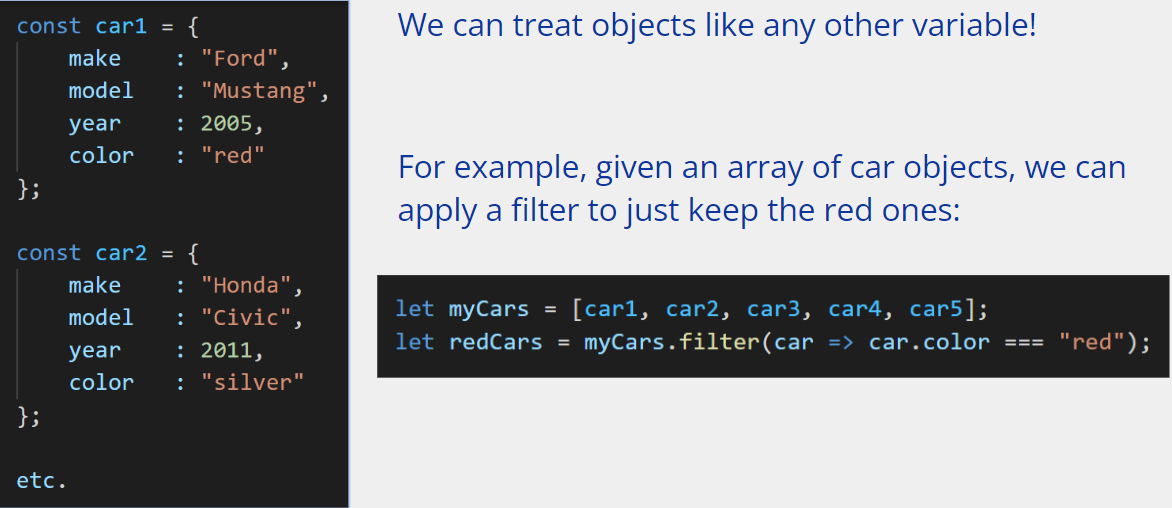 const car1 = {
make : "Ford",
model : "Mustang",
year : 2005,
color : "red"
};
const car2 = {
make : "Honda",
model : "Civic",
year : 2011,
color : "silver"
};
etc.
We can treat objects like any other variable!
For example, given an array of car objects, we can
apply a filter to just keep the red ones:
let myCars = [car1, car2, car3, car4, car5];
let redCars = myCars.filter(car => car.color === "red");